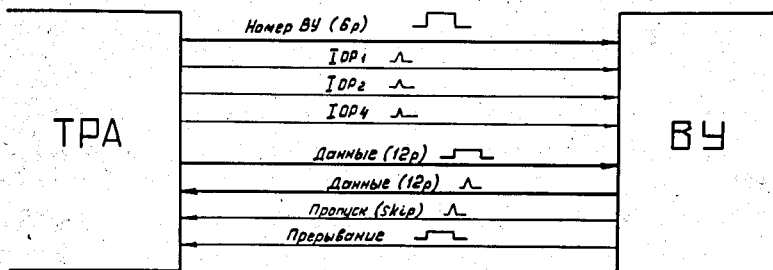 Номер ВУ (6р)
IOP1
IOP2
IOP4
ТРА
ВУ
Данные (12р)
Данные (12р)
Пропуск (skip)
Прерывание